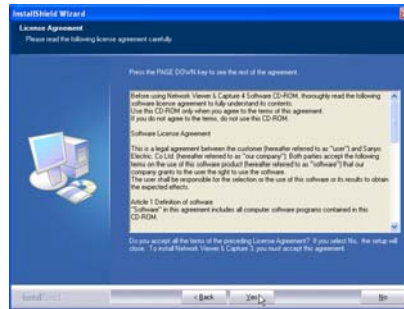 InstallShield Wizard
License Agreement
Please read the following license agreement carefully.
Press the PAGE DOWN key to see the rest of the agreement.
Before using Network Viewer & Capture 4 Software CD-ROM, thoroughly read the following
software license agreement to fully understand its contents.
Use this CD-ROM only when you agree to the terms of this agreement.
If you do not agree to the terms, do not use this CD-ROM.
Software License Agreement
This is a legal agreement between the customer (hereafter referred to as "user") and Sanyo
Electric. Co Ltd. (hereafter referred to as "our company"). Both parties accept the following
terms on the use of this software product (hereafter referred to as "software") that our
company grants to the user the right to use the software.
The user shall be responsible for the selection or the use of this software or its results to obtain
the expected effects.
Article 1 Definition of software
"Software" in this agreement includes all computer software programs contained in this
CD-ROM.
Do you accept all the terms of the preceding License Agreement? If you select No, the setup will
close. To install Network Viewer & Capture 3, you must accept this agreement.
InstallShield
< Back
Yes
No